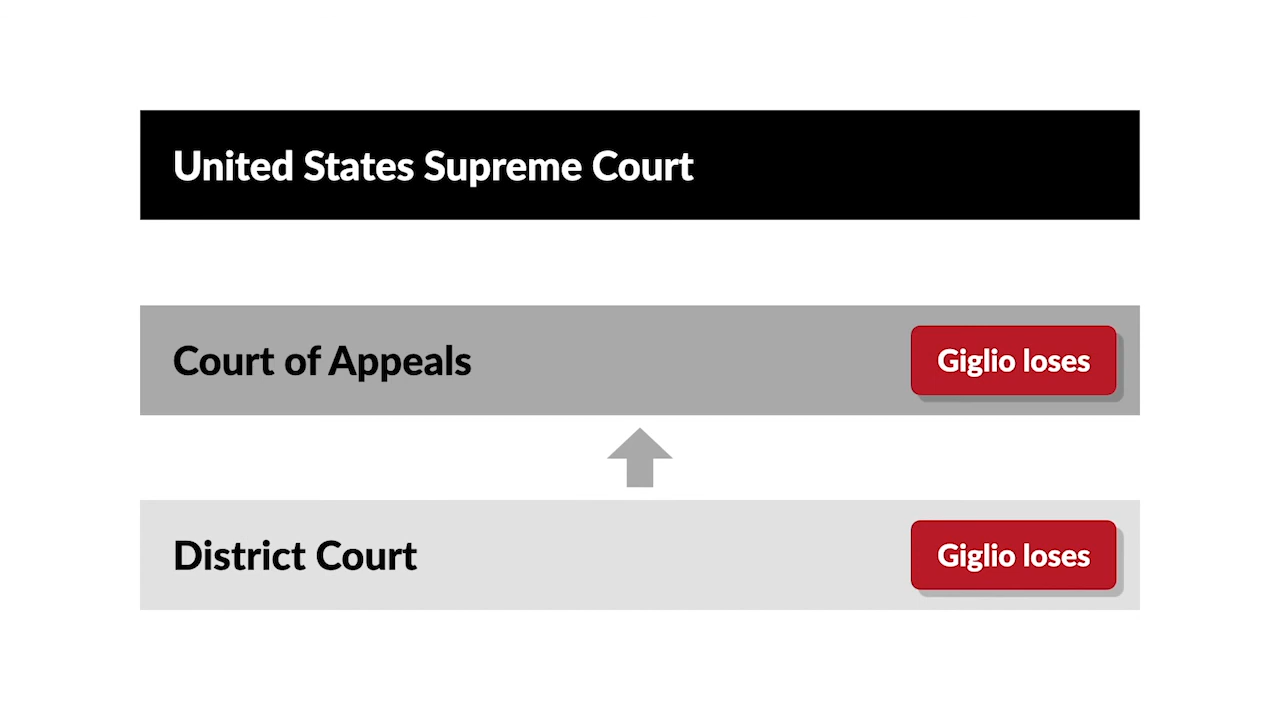 United States Supreme Court
Court of Appeals
Giglio loses
District Court
Giglio loses